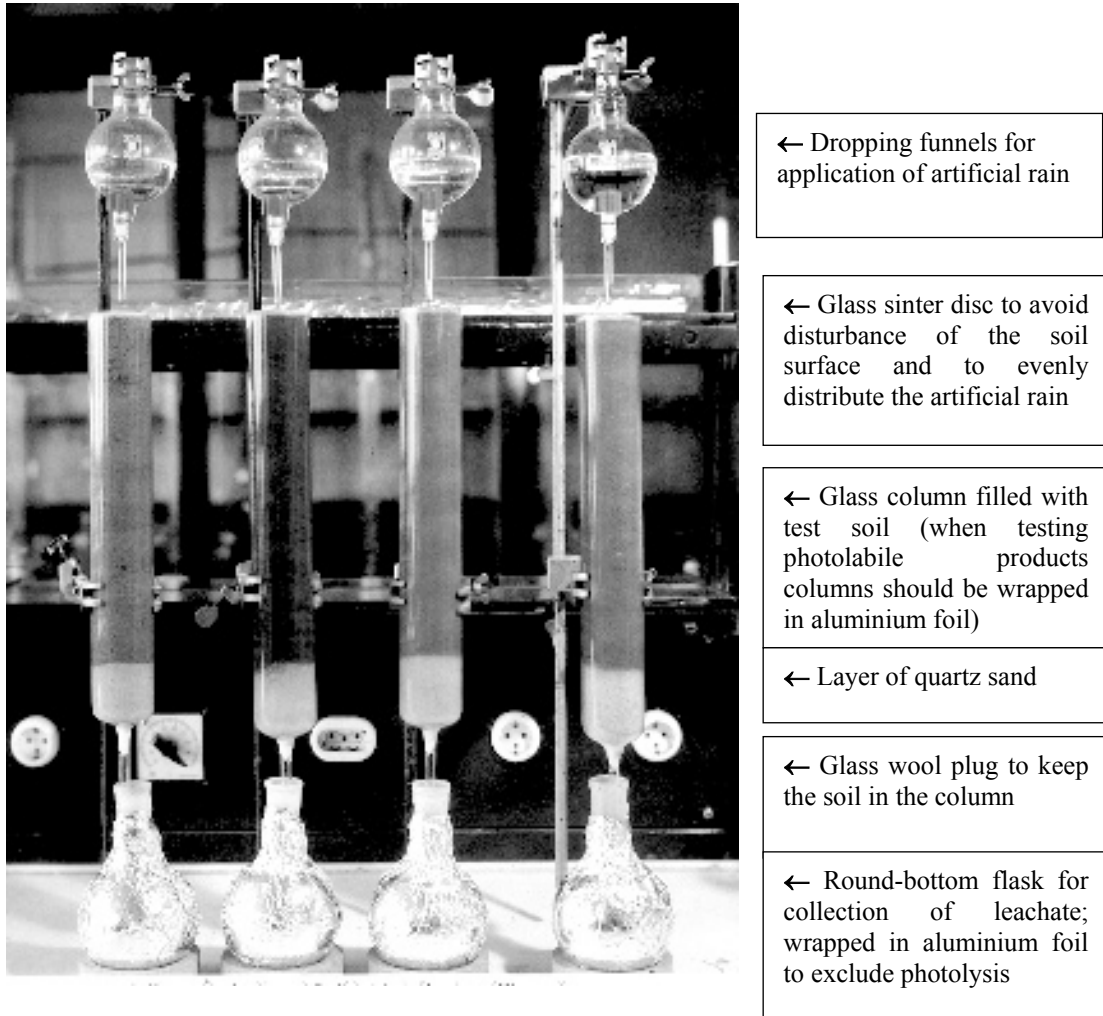 ← Dropping funnels for
application of artificial rain
← Glass sinter disc to avoid
disturbance of the soil
surface and to evenly
distribute the artificial rain
← Glass column filled with
test soil (when testing
photolabile products
columns should be wrapped
in aluminium foil)
← Layer of quartz sand
← Glass wool plug to keep
the soil in the column
← Round-bottom flask for
collection of leachate;
wrapped in aluminium foil
to exclude photolysis